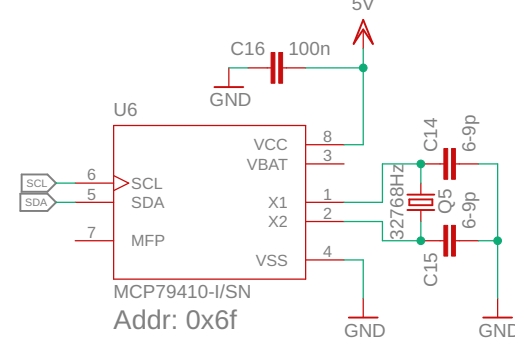 5V
C16 100n
GND
U6
VCC 8
VBAT 3
SCL 6 SCL
SDA 5 SDA
X1 1
X2 2
7 MFP
VSS 4
MCP79410-I/SN
Addr: 0x6f
32768Hz
Q5
C14
6-9p
C15
6-9p
GND
GND